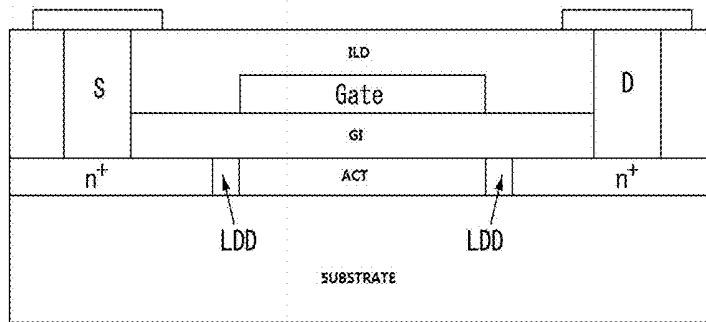 ILD
S
Gate
D
GI
n+
ACT
n+
LDD
LDD
SUBSTRATE